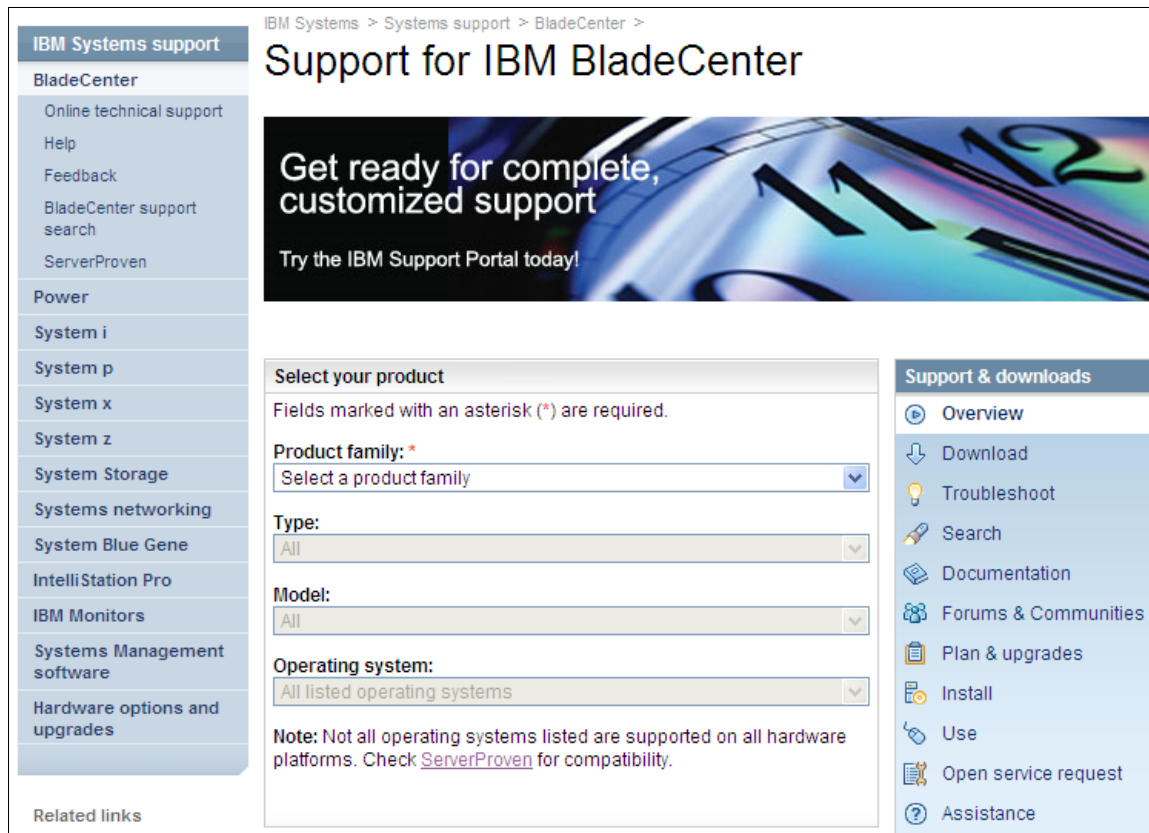 IBM Systems > Systems support > BladeCenter >
Support for IBM BladeCenter
IBM Systems support
BladeCenter
Online technical support
Help
Feedback
BladeCenter support
search
ServerProven
Power
System i
System p
System x
System z
System Storage
Systems networking
System Blue Gene
IntelliStation Pro
IBM Monitors
Systems Management
software
Hardware options and
upgrades
Related links
Get ready for complete,
customized support
Try the IBM Support Portal today!
11
12
10
Select your product
Fields marked with an asterisk (*) are required.
Product family: *
Select a product family
Type:
All
Model:
All
Operating system:
All listed operating systems
Note: Not all operating systems listed are supported on all hardware
platforms. Check ServerProven for compatibility.
Support & downloads
Overview
Download
Troubleshoot
Search
Documentation
Forums & Communities
Plan & upgrades
Install
Use
Open service request
Assistance